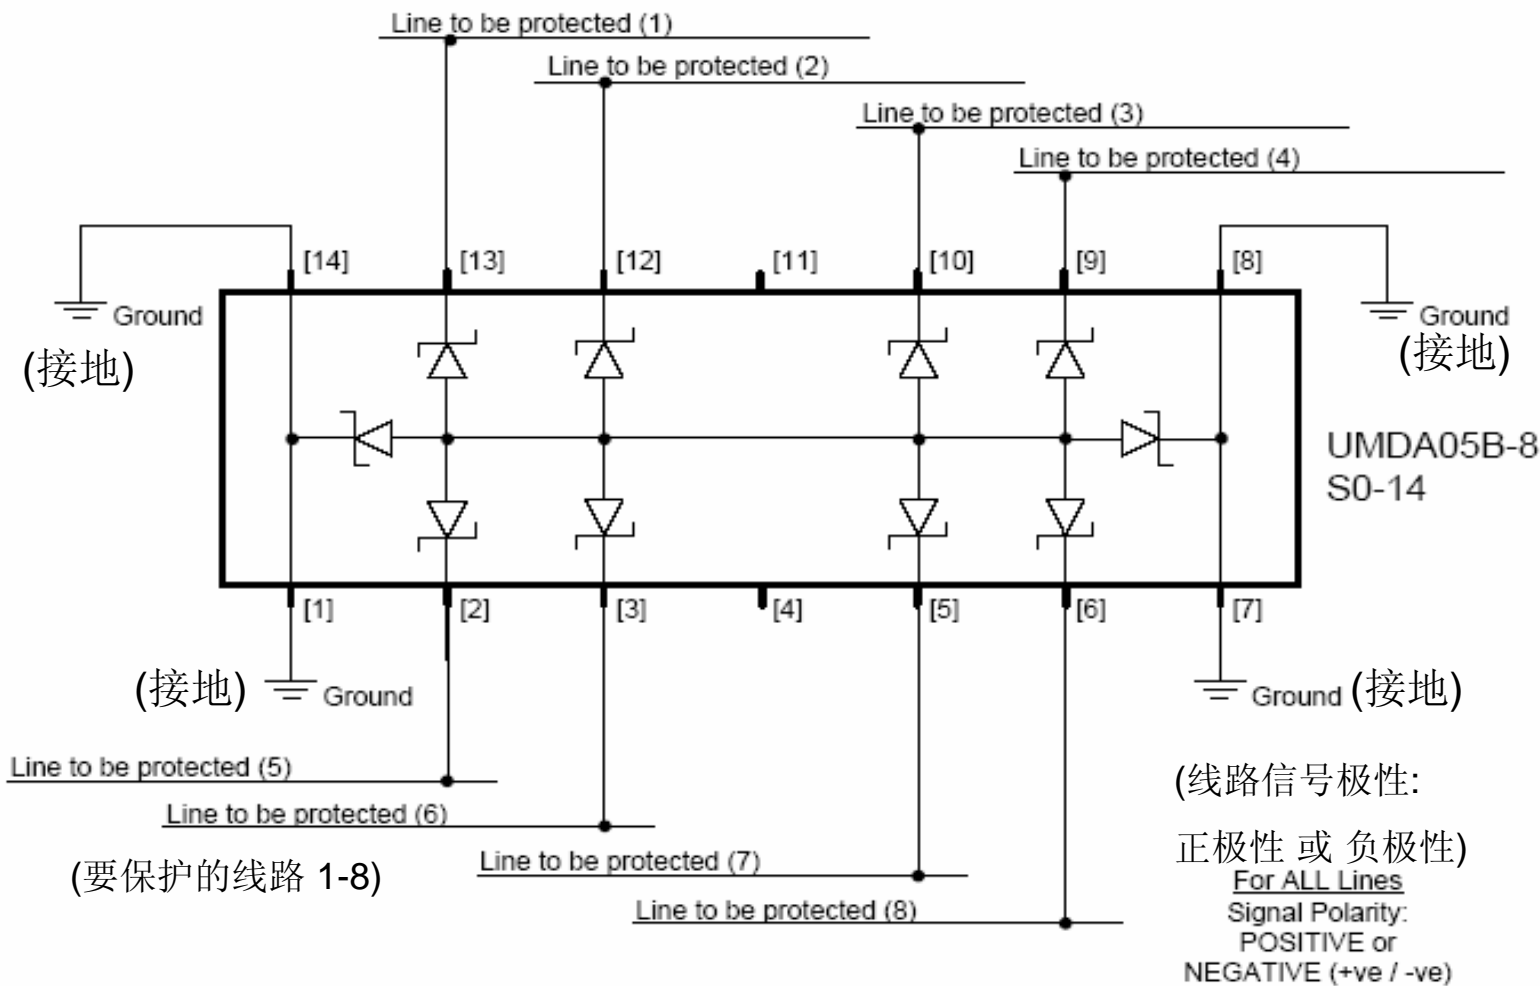 Line to be protected (1)
Line to be protected (2)
Line to be protected (3)
Line to be protected (4)
[14] [13] [12] [11] [10] [9] [8]
Ground
(接地)
Ground
(接地)
UMDA05B-8
S0-14
[1] [2] [3] [4] [5] [6] [7]
(接地) Ground
Ground (接地)
Line to be protected (5)
Line to be protected (6)
(要保护的线路 1-8)
Line to be protected (7)
Line to be protected (8)
(线路信号极性:
正极性 或 负极性)
For ALL Lines
Signal Polarity:
POSITIVE or
NEGATIVE (+ve / -ve)